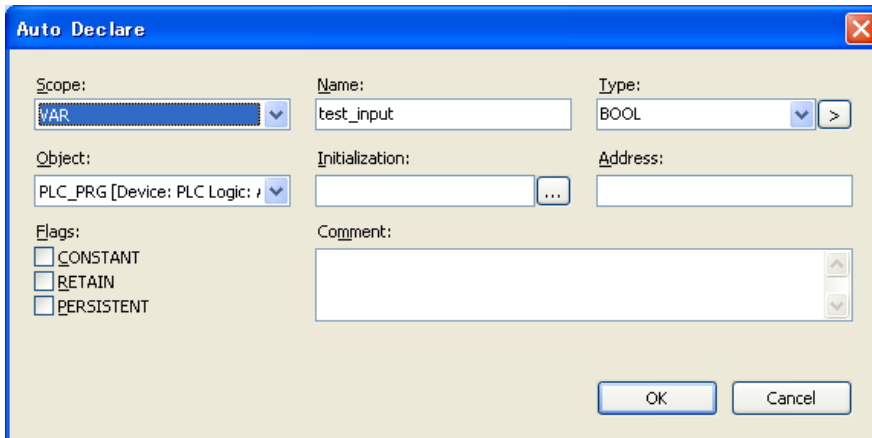 Auto Declare
Scope: Name: Type:
VAR test_input BOOL >
Object: Initialization: Address:
PLC_PRG [Device: PLC Logic: ...
Flags: Comment:
CONSTANT
RETAIN
PERSISTENT
OK Cancel